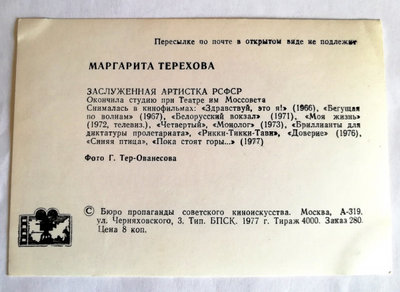 Пересылке по почте в открытом виде не подлежит
МАРГАРИТА ТЕРЕХОВА
ЗАСЛУЖЕННАЯ АРТИСТКА РСФСР
Окончила студию при Театре им Моссовета
Снималась в кинофильмах: «Здравствуй, это я!» (1966), «Бегущая
по волнам» (1967), «Белорусский вокзал» (1971), «Моя жизнь»
(1972, телевиз.), «Четвертый», «Монолог» (1973), «Бриллианты для
диктатуры пролетариата», «Рикки-Тикки-Тави», «Доверие» (1976),
«Синяя птица», «Пока стоят горы...» (1977)
Фото Г. Тер-Ованесова
© Бюро пропаганды советского киноискусства. Москва, А-319.
ул. Черняховского, 3. Тип. БПСК. 1977 г. Тираж 4000. Заказ 280.
Цена 8 коп.